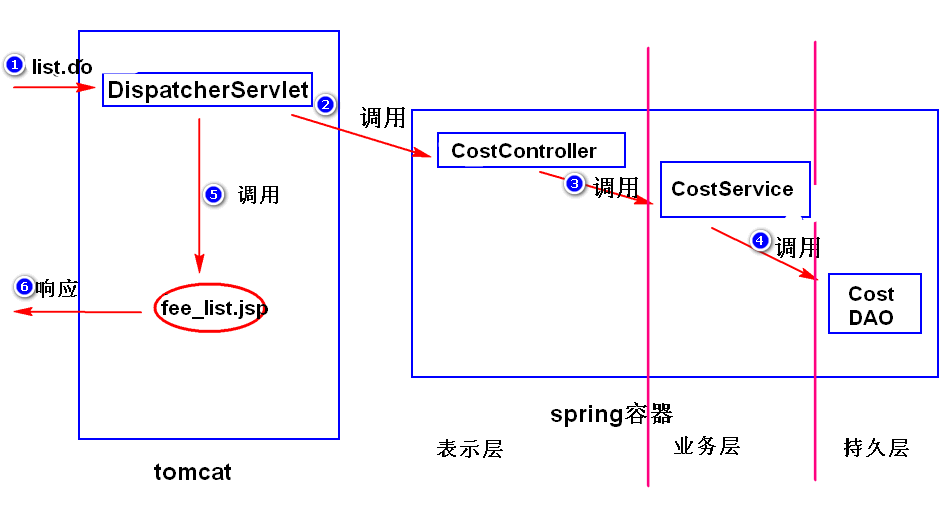 ① list.do
DispatcherServlet
② 调用
CostController
③ 调用
CostService
④ 调用
Cost
DAO
⑤ 调用
⑥ 响应
fee_list.jsp
spring容器
表示层
业务层
持久层
tomcat